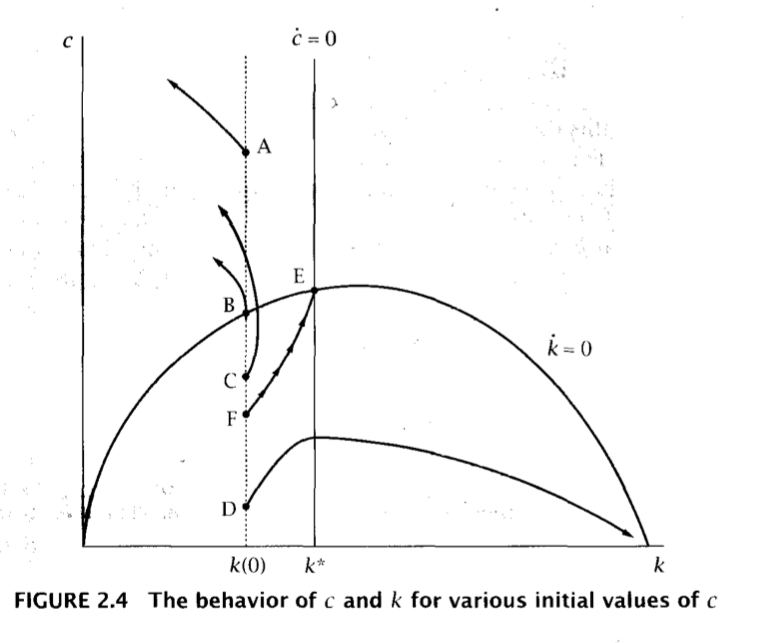 c
ċ = 0
A
E
B
k̇ = 0
C
F
D
k(0)
k*
k
FIGURE 2.4 The behavior of c and k for various initial values of c